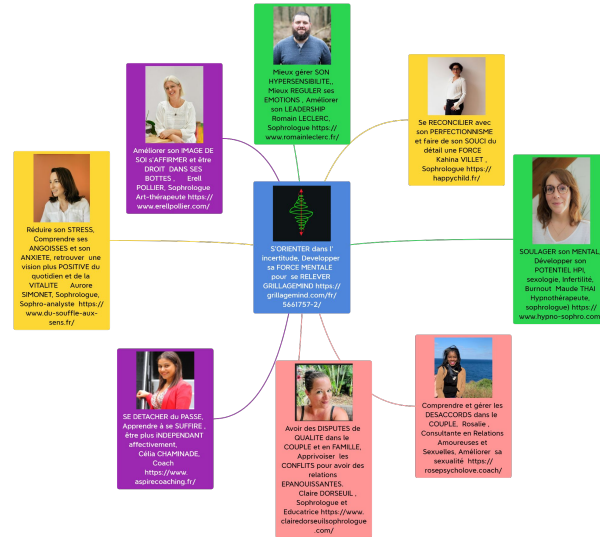 Mieux gérer SON
HYPERSENSIBILITE,,
Mieux REGULER ses
EMOTIONS , Améliorer
son LEADERSHIP
Romain LECLERC,
Sophrologue https://
www.romainleclerc.fr/
Améliorer son IMAGE DE
SOI s'AFFIRMER et être
DROIT DANS SES
BOTTES , Erell
POLLIER, Sophrologue
Art-thérapeute https://
www.erellpollier.com/
Se RECONCILIER avec
son PERFECTIONNISME
et faire de son SOUCI du
détail une FORCE
Kahina VILLET ,
Sophrologue https://
happychild.fr/
Réduire son STRESS,
Comprendre ses
ANGOISSES et son
ANXIETE, retrouver une
vision plus POSITIVE du
quotidien et de la
VITALITE Aurore
SIMONET, Sophrologue,
Sophro-analyste https://
www.du-souffle-aux-
sens.fr/
S'ORIENTER dans l'
incertitude, Developper
sa FORCE MENTALE
pour se RELEVER
GRILLAGEMIND https://
grillagemind.com/fr/
5661757-2/
SOULAGER son MENTAL,
Développer son
POTENTIEL HPI,
sexologie, Infertilité,
Burnout Maude THAI
Hypnothérapeute,
sophrologue) https://
www.hypno-sophro.com
SE DETACHER du PASSE,
Apprendre à se SUFFIRE ,
être plus INDEPENDANT
affectivement,
Célia CHAMINADE,
Coach
https://www.
aspirecoaching.fr/
Avoir des DISPUTES de
QUALITE dans le
COUPLE et en FAMILLE,
Apprivoiser les
CONFLITS pour avoir des
relations
EPANOUISSANTES.
Claire DORSEUIL ,
Sophrologue et
Educatrice https://www.
clairedorseuilsophrologue
.com/
Comprendre et gérer les
DESACCORDS dans le
COUPLE, Rosalie ,
Consultante en Relations
Amoureuses et
Sexuelles, Améliorer sa
sexualité https://
rosepsycholove.coach/